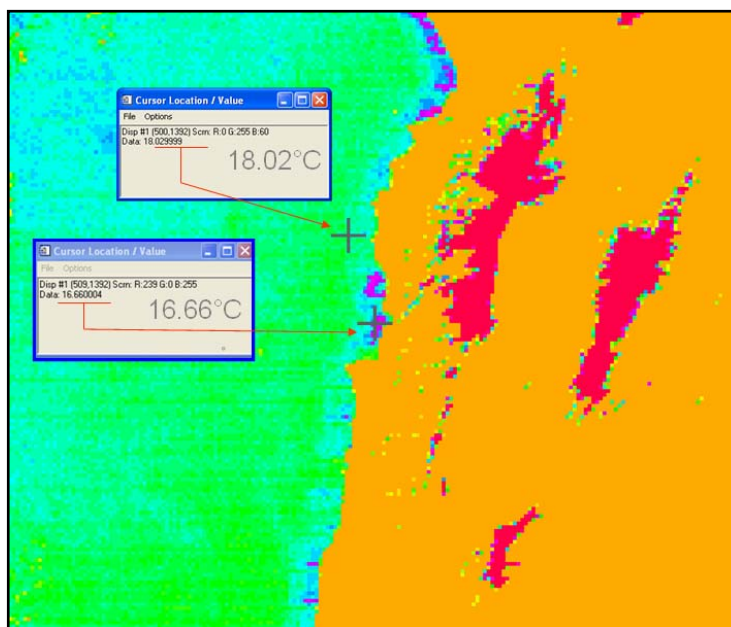 Cursor Location / Value
File Options
Disp #1 (500,1392) Scrn: R:0 G:255 B:60
Data: 18.029999
18.02°C
Cursor Location / Value
File Options
Disp #1 (509,1392) Scrn: R:239 G:0 B:255
Data: 16.660004
16.66°C